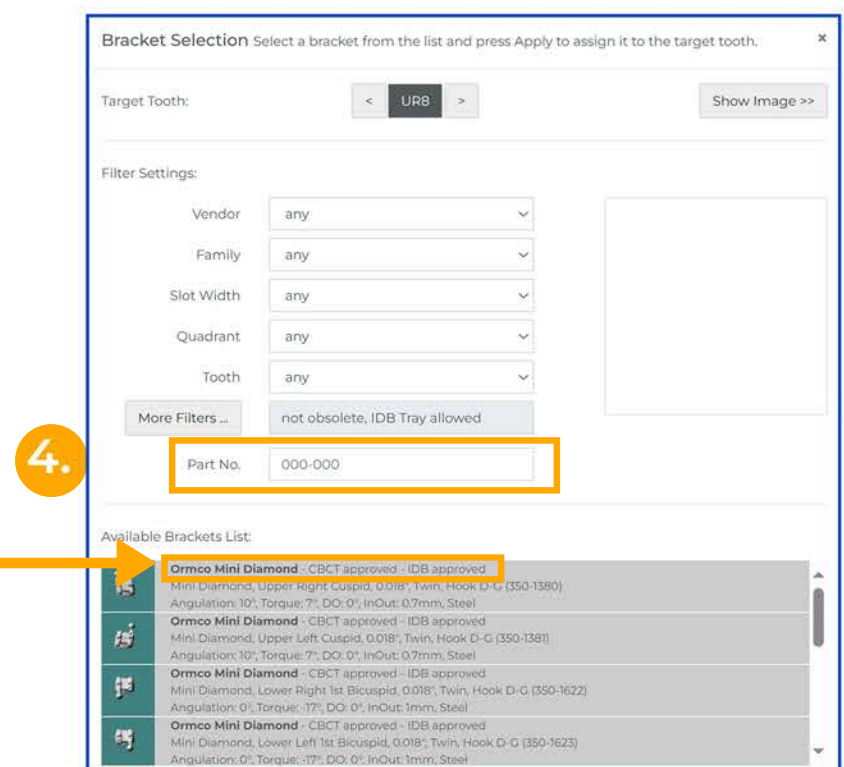 Bracket Selection Select a bracket from the list and press Apply to assign it to the target tooth. ×
Target Tooth: < UR8 > Show Image >>
Filter Settings:
Vendor any
Family any
Slot Width any
Quadrant any
Tooth any
More Filters ... not obsolete, IDB Tray allowed
4.
Part No. 000-000
Available Brackets List:
Ormco Mini Diamond - CBCT approved - IDB approved
Mini Diamond, Upper Right Cuspid, 0.018", Twin, Hook D-G (350-1380)
Angulation: 10°, Torque: 7°, DO: 0°, InOut: 0.7mm, Steel
Ormco Mini Diamond - CBCT approved - IDB approved
Mini Diamond, Upper Left Cuspid, 0.018", Twin, Hook D-G (350-1381)
Angulation: 10°, Torque: 7°, DO: 0°, InOut: 0.7mm, Steel
Ormco Mini Diamond - CBCT approved - IDB approved
Mini Diamond, Lower Right 1st Bicuspid, 0.018", Twin, Hook D-G (350-1622)
Angulation: 0°, Torque: -17°, DO: 0°, InOut: 1mm, Steel
Ormco Mini Diamond - CBCT approved - IDB approved
Mini Diamond, Lower Left 1st Bicuspid, 0.018", Twin, Hook D-G (350-1623)
Angulation: 0°, Torque: -17°, DO: 0°, InOut: 1mm, Steel